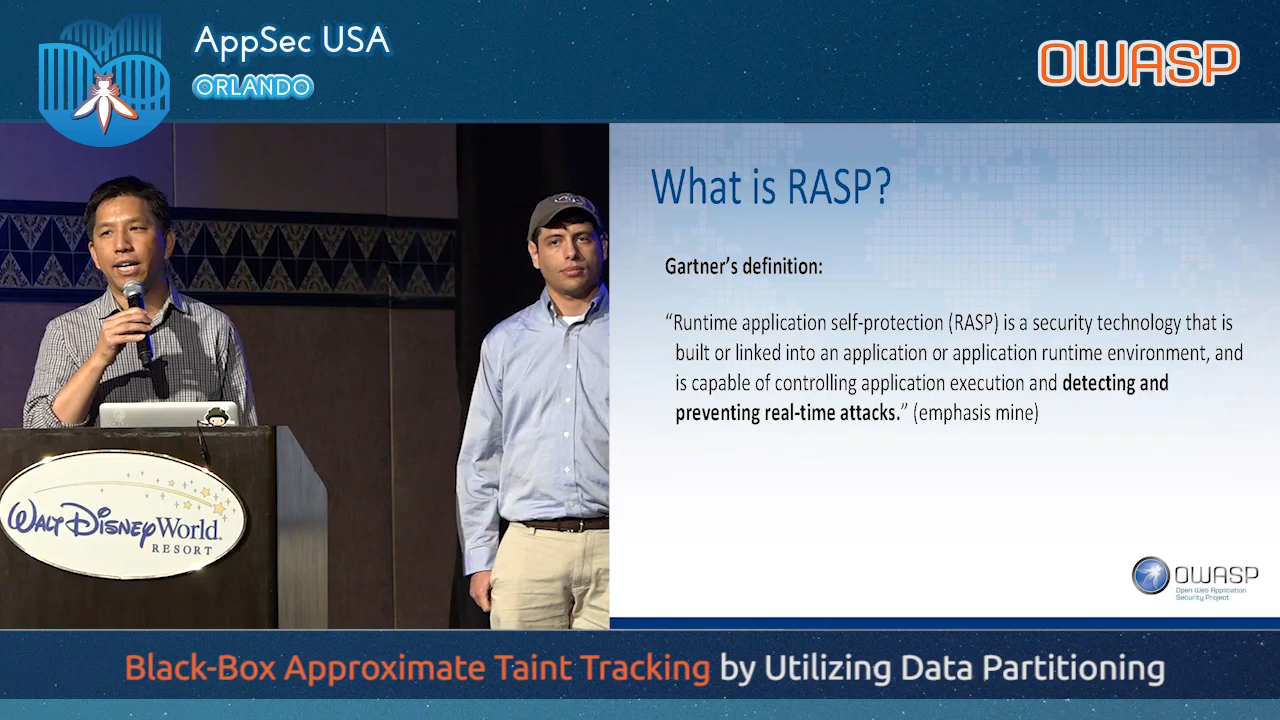 AppSec USA
ORLANDO
OWASP
What is RASP?
Gartner’s definition:
“Runtime application self-protection (RASP) is a security technology that is
built or linked into an application or application runtime environment, and
is capable of controlling application execution and detecting and
preventing real-time attacks.” (emphasis mine)
WALT DISNEY World
RESORT
OWASP
Open Web Application
Security Project
Black-Box Approximate Taint Tracking by Utilizing Data Partitioning